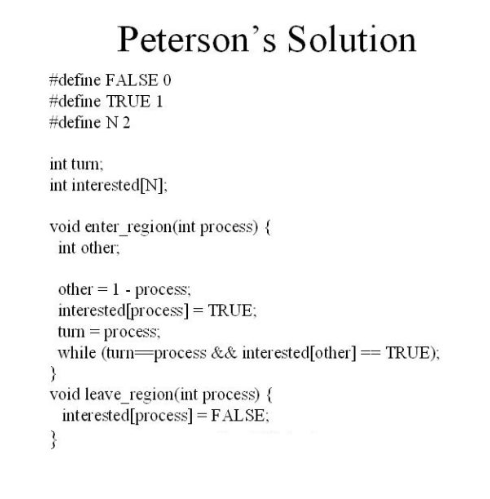 Peterson's Solution
#define FALSE 0
#define TRUE 1
#define N 2
int turn;
int interested[N];
void enter_region(int process) {
int other;
other = 1 - process;
interested[process] = TRUE;
turn = process;
while (turn==process && interested[other] == TRUE);
}
void leave_region(int process) {
interested[process] = FALSE;
}